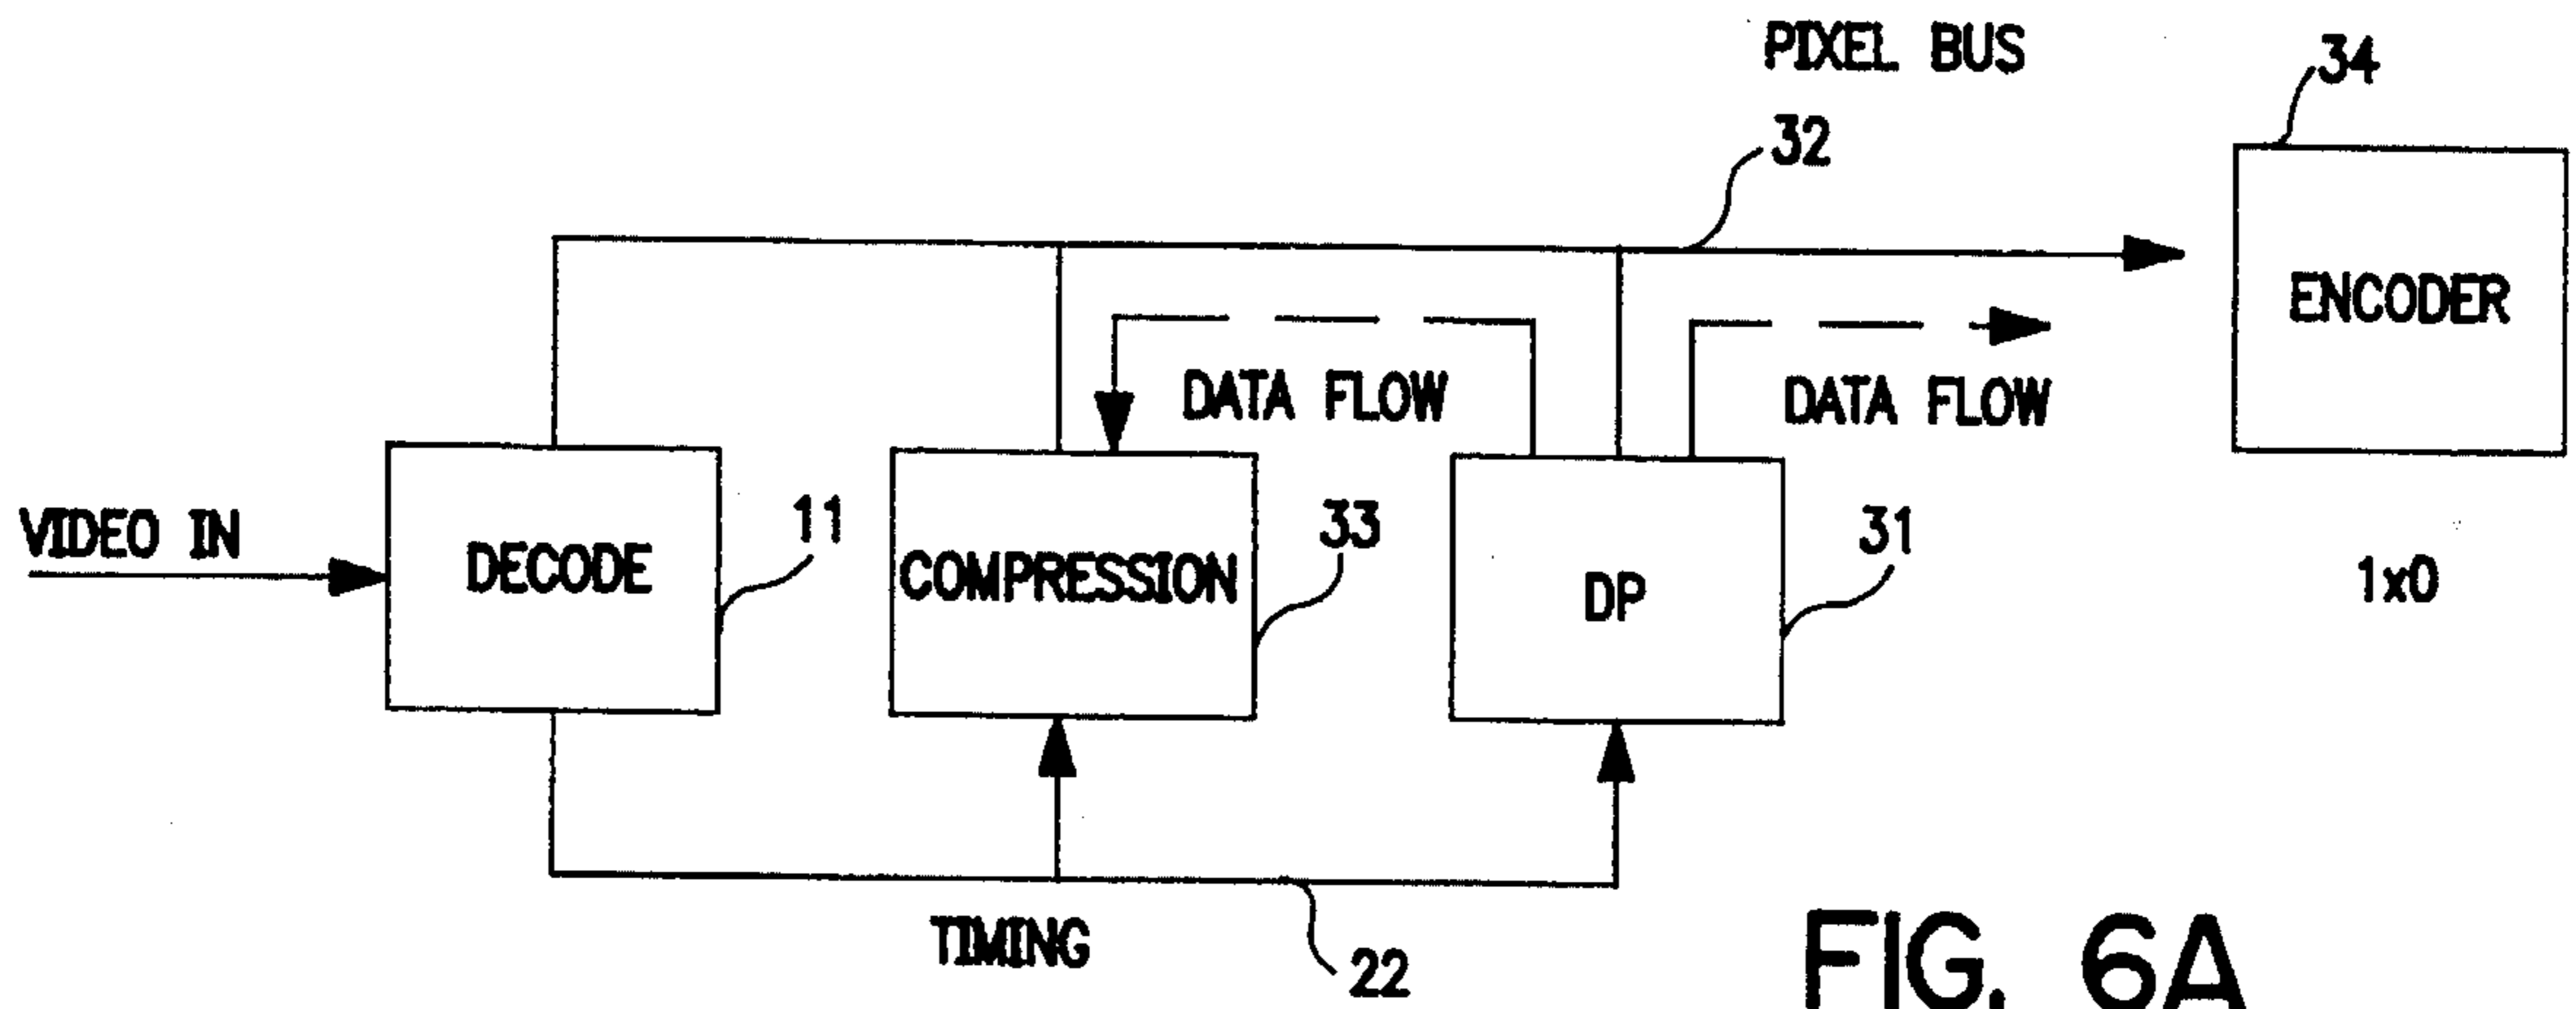 PIXEL BUS
34
32
ENCODER
DATA FLOW
DATA FLOW
VIDEO IN
DECODE
11
COMPRESSION
33
DP
31
1x0
TIMING
22
FIG. 6A